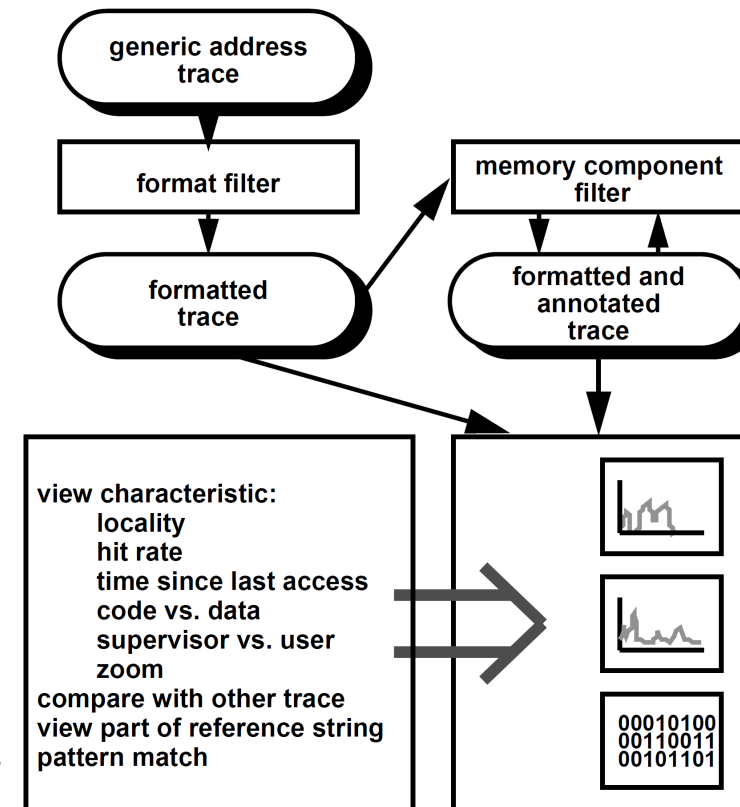 generic address
trace
format filter
memory component
filter
formatted
trace
formatted and
annotated
trace
view characteristic:
locality
hit rate
time since last access
code vs. data
supervisor vs. user
zoom
compare with other trace
view part of reference string
pattern match
00010100
00110011
00101101